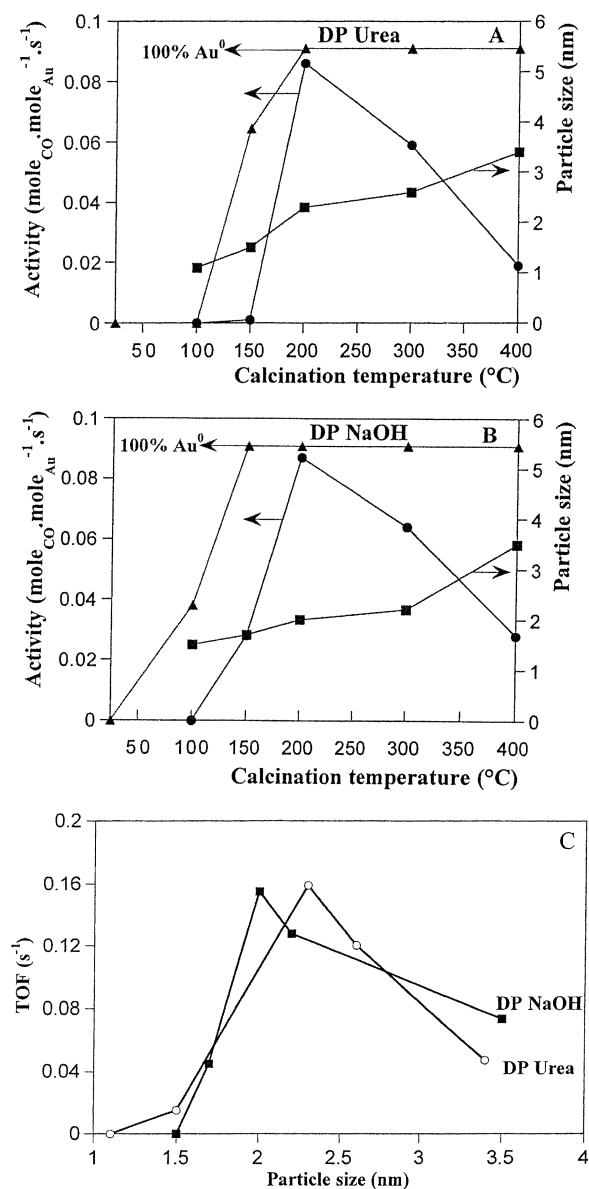 DP Urea
A
100% Au⁰
Activity (mole_CO.mole_Au⁻¹.s⁻¹)
0.1
0.08
0.06
0.04
0.02
0
6
5
4
3
2
1
0
Particle size (nm)
50 100 150 200 250 300 350 400
Calcination temperature (°C)
DP NaOH
B
100% Au⁰
Activity (mole_CO.mole_Au⁻¹.s⁻¹)
0.1
0.08
0.06
0.04
0.02
0
6
5
4
3
2
1
0
Particle size (nm)
50 100 150 200 250 300 350 400
Calcination temperature (°C)
C
TOF (s⁻¹)
0.2
0.16
0.12
0.08
0.04
0
DP NaOH
DP Urea
1 1.5 2 2.5 3 3.5 4
Particle size (nm)